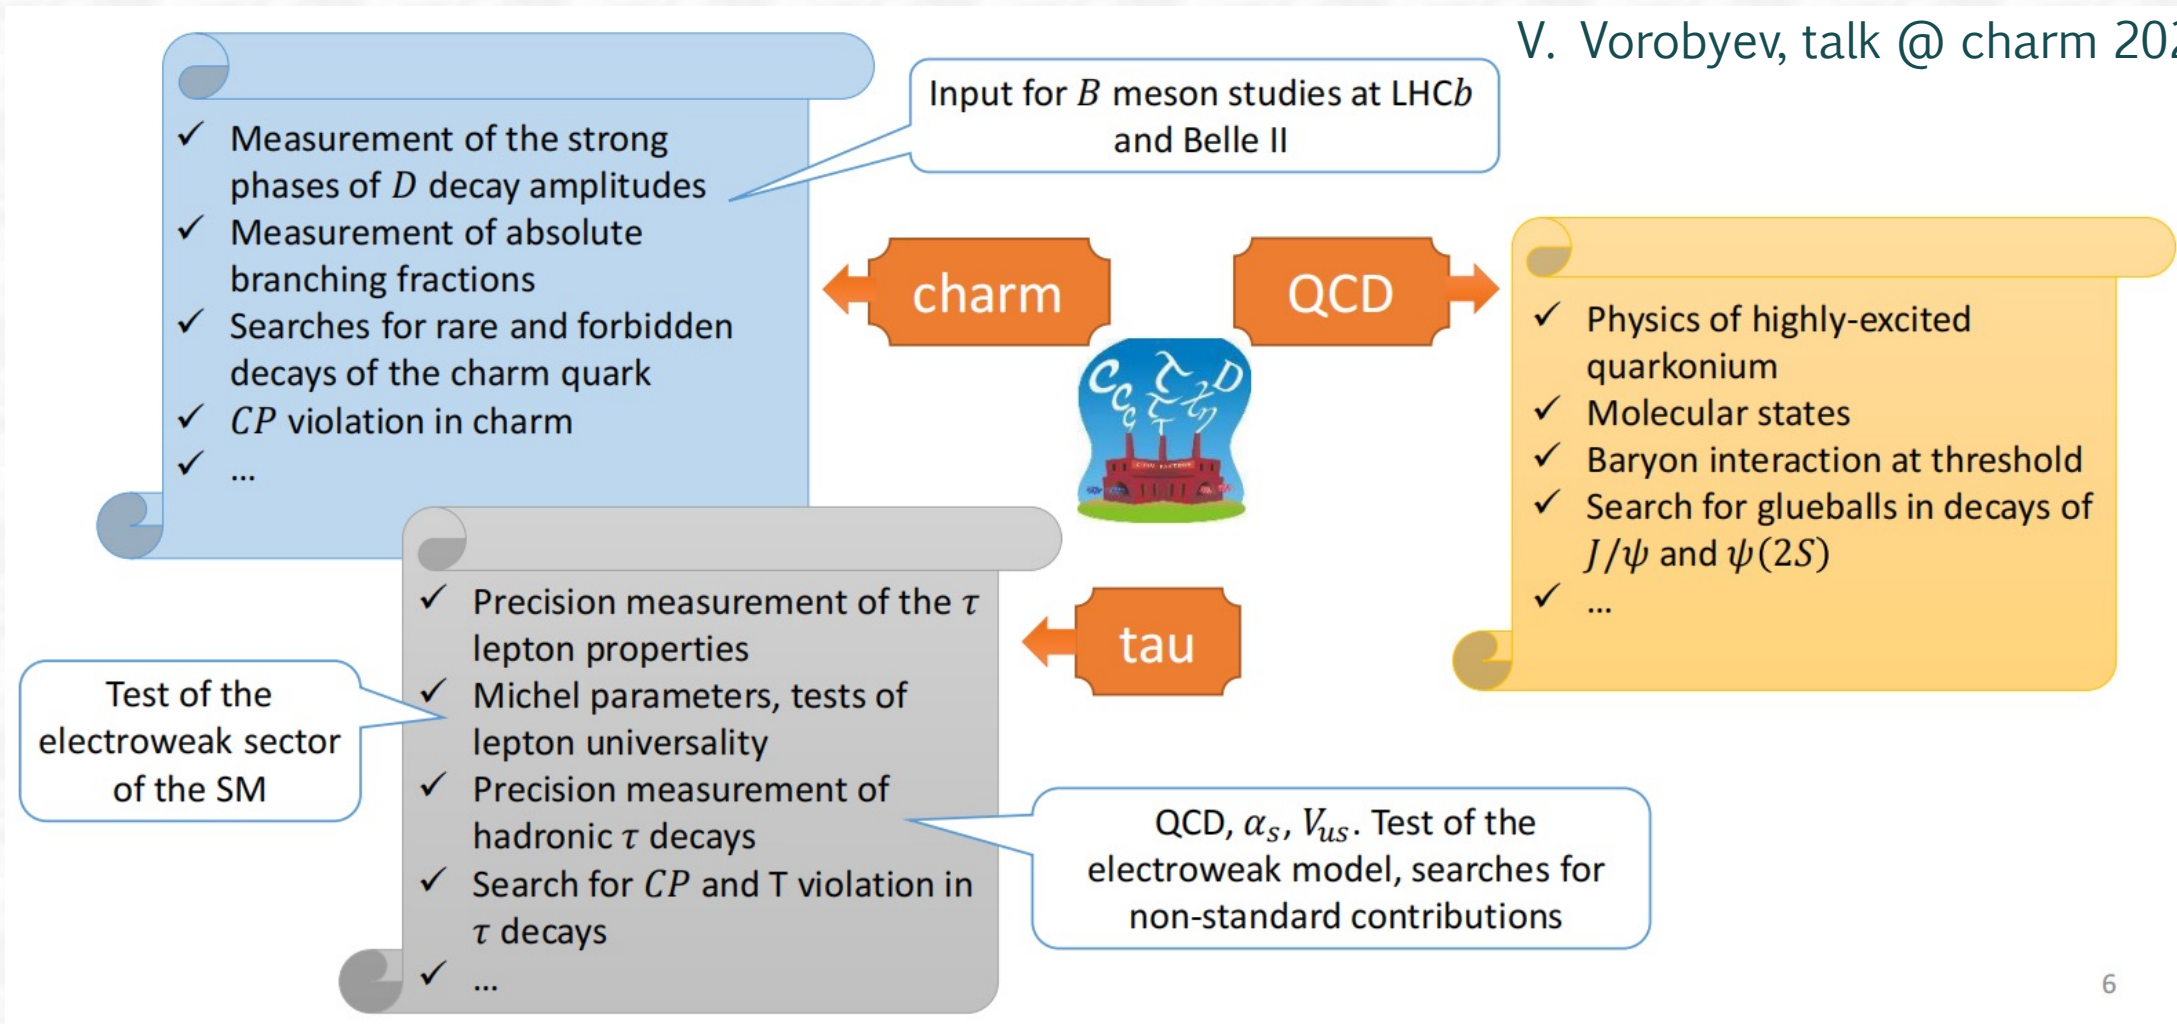 V. Vorobyev, talk @ charm 202
✓ Measurement of the strong
phases of D decay amplitudes
✓ Measurement of absolute
branching fractions
✓ Searches for rare and forbidden
decays of the charm quark
✓ CP violation in charm
✓ ...
Input for B meson studies at LHCb
and Belle II
charm
QCD
✓ Physics of highly-excited
quarkonium
✓ Molecular states
✓ Baryon interaction at threshold
✓ Search for glueballs in decays of
J/ψ and ψ(2S)
✓ ...
tau
✓ Precision measurement of the τ
lepton properties
✓ Michel parameters, tests of
lepton universality
✓ Precision measurement of
hadronic τ decays
✓ Search for CP and T violation in
τ decays
✓ ...
Test of the
electroweak sector
of the SM
QCD, αₛ, Vᵤₛ. Test of the
electroweak model, searches for
non-standard contributions
6